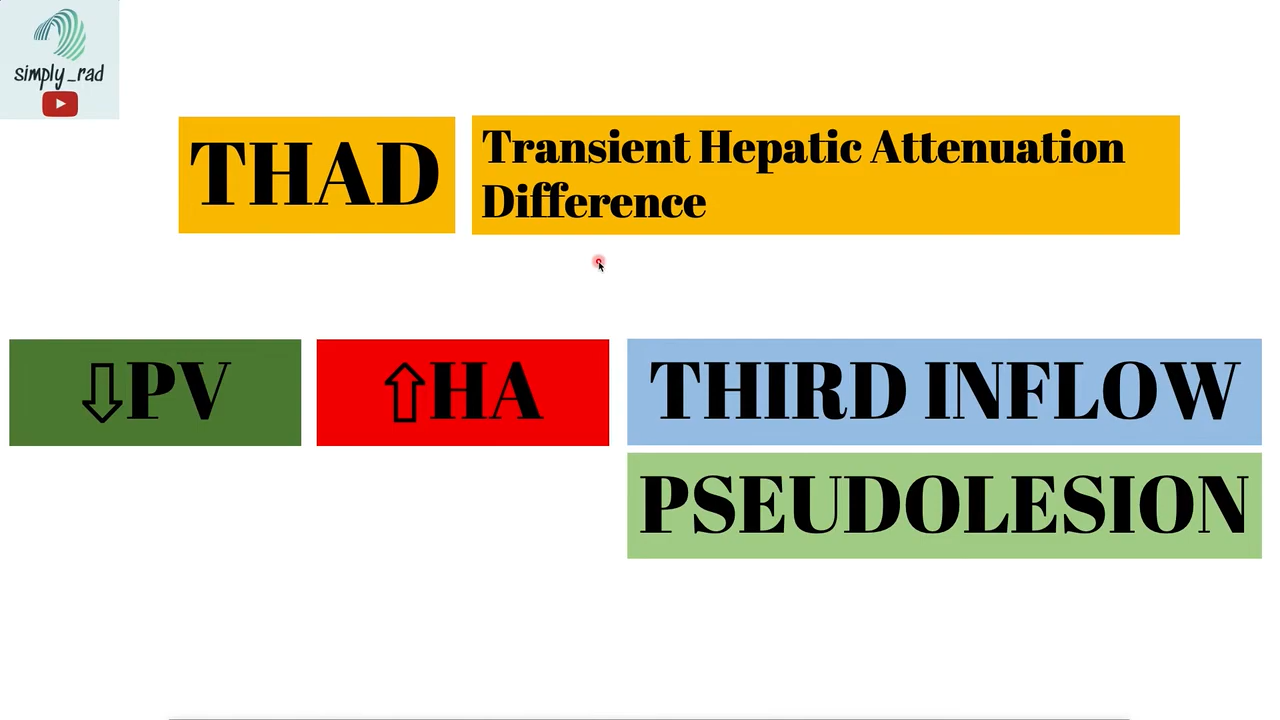 simply_rad
THAD
Transient Hepatic Attenuation
Difference
⇩PV
⇧HA
THIRD INFLOW
PSEUDOLESION